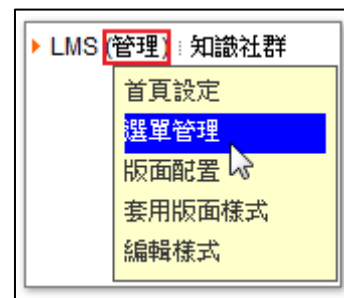 LMS (管理) ⁞ 知識社群
首頁設定
選單管理
版面配置
套用版面樣式
編輯樣式